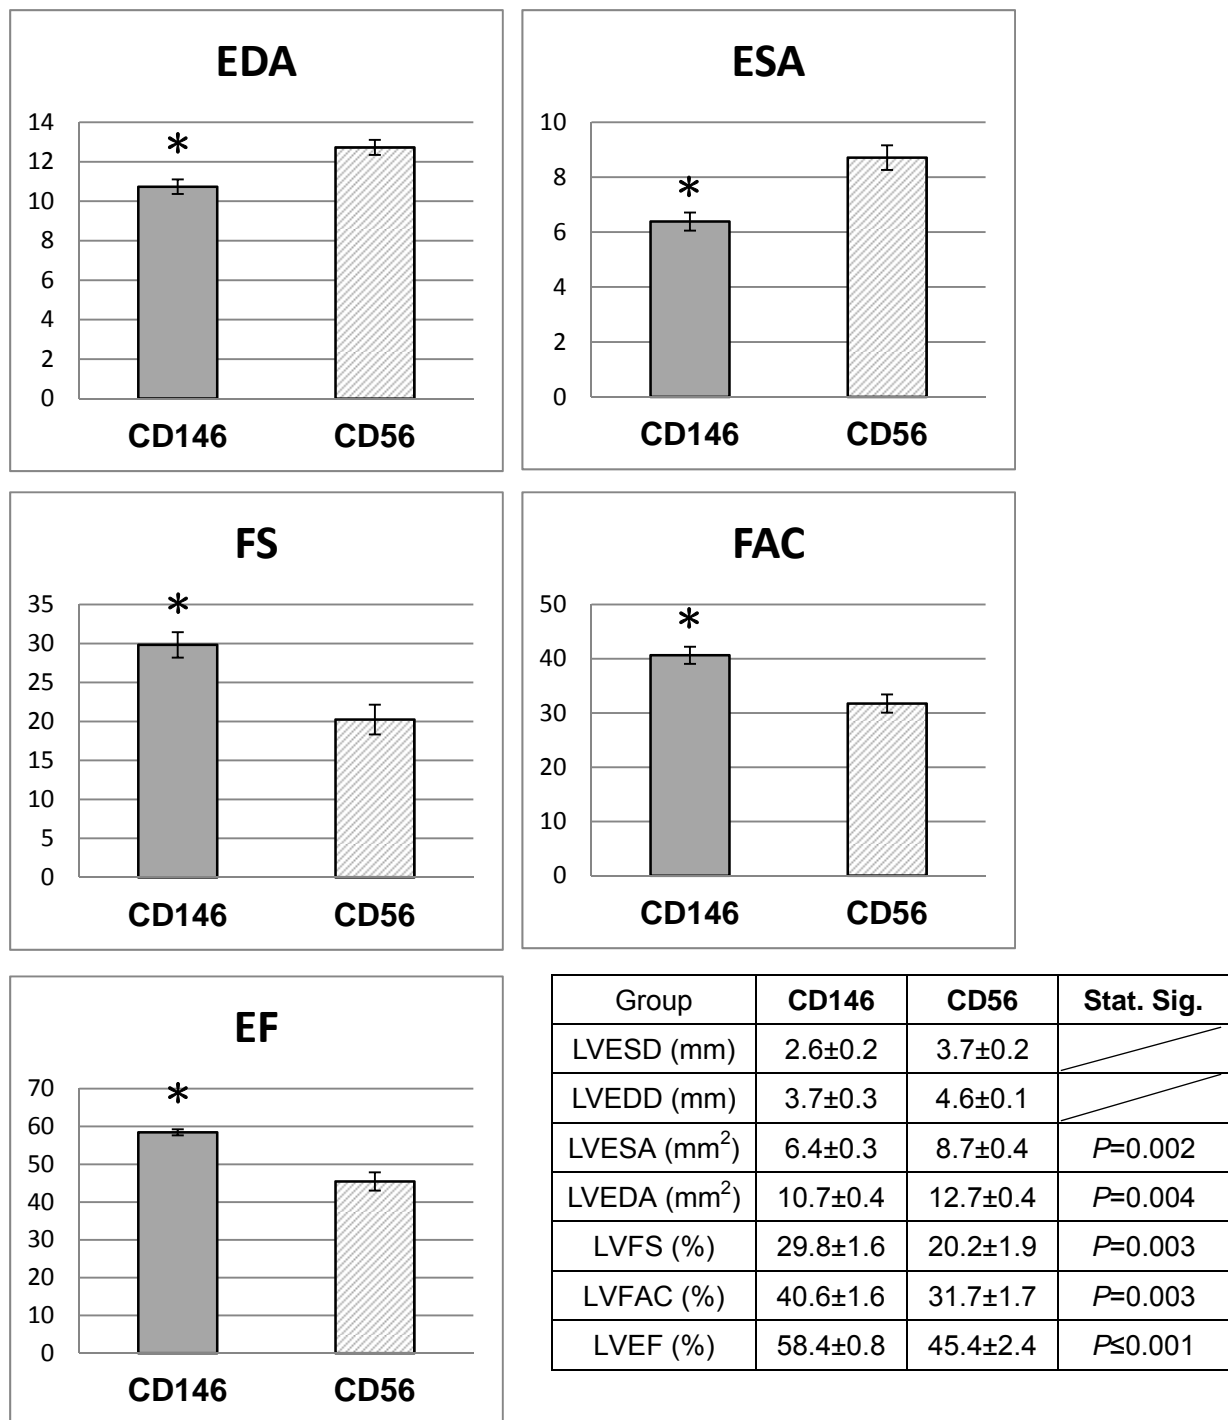 EDA
14
12
10
8
6
4
2
0
*
CD146 CD56
ESA
10
8
6
4
2
0
*
CD146 CD56
FS
35
30
25
20
15
10
5
0
*
CD146 CD56
FAC
50
40
30
20
10
0
*
CD146 CD56
EF
70
60
50
40
30
20
10
0
*
CD146 CD56
Group CD146 CD56 Stat. Sig.
LVESD (mm) 2.6±0.2 3.7±0.2
LVEDD (mm) 3.7±0.3 4.6±0.1
LVESA (mm²) 6.4±0.3 8.7±0.4 P=0.002
LVEDA (mm²) 10.7±0.4 12.7±0.4 P=0.004
LVFS (%) 29.8±1.6 20.2±1.9 P=0.003
LVFAC (%) 40.6±1.6 31.7±1.7 P=0.003
LVEF (%) 58.4±0.8 45.4±2.4 P≤0.001